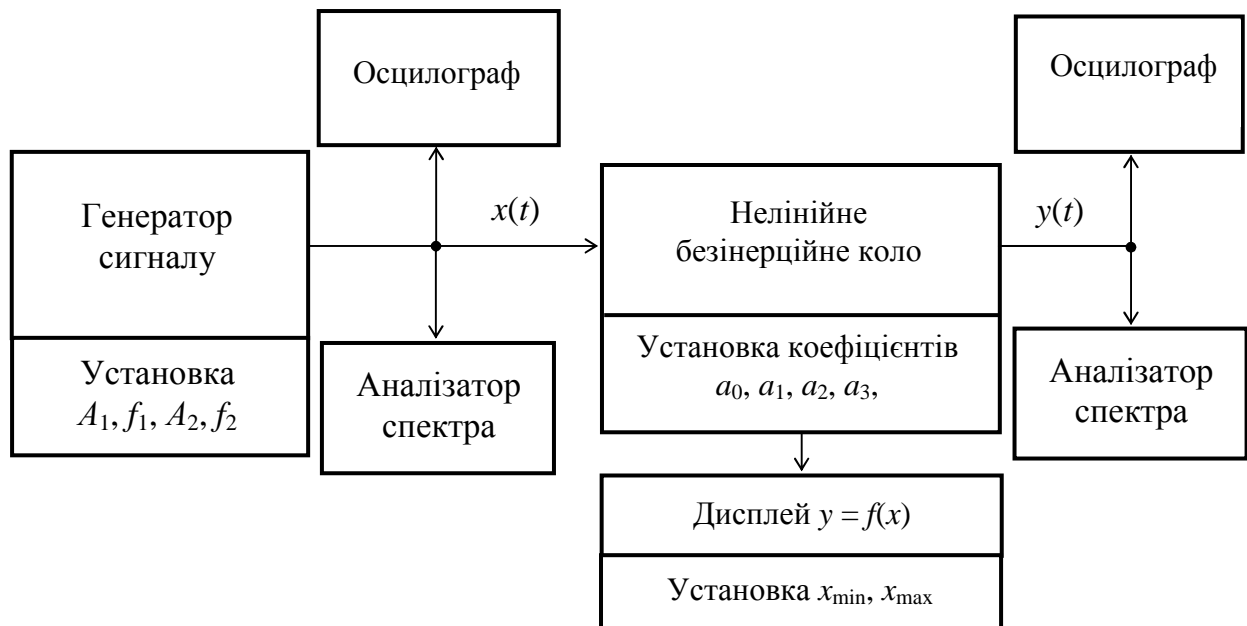 Осцилограф
Осцилограф
Генератор
сигналу
x(t)
Нелінійне
безінерційне коло
y(t)
Установка
A₁, f₁, A₂, f₂
Аналізатор
спектра
Установка коефіцієнтів
a₀, a₁, a₂, a₃,
Аналізатор
спектра
Дисплей y = f(x)
Установка xmin, xmax